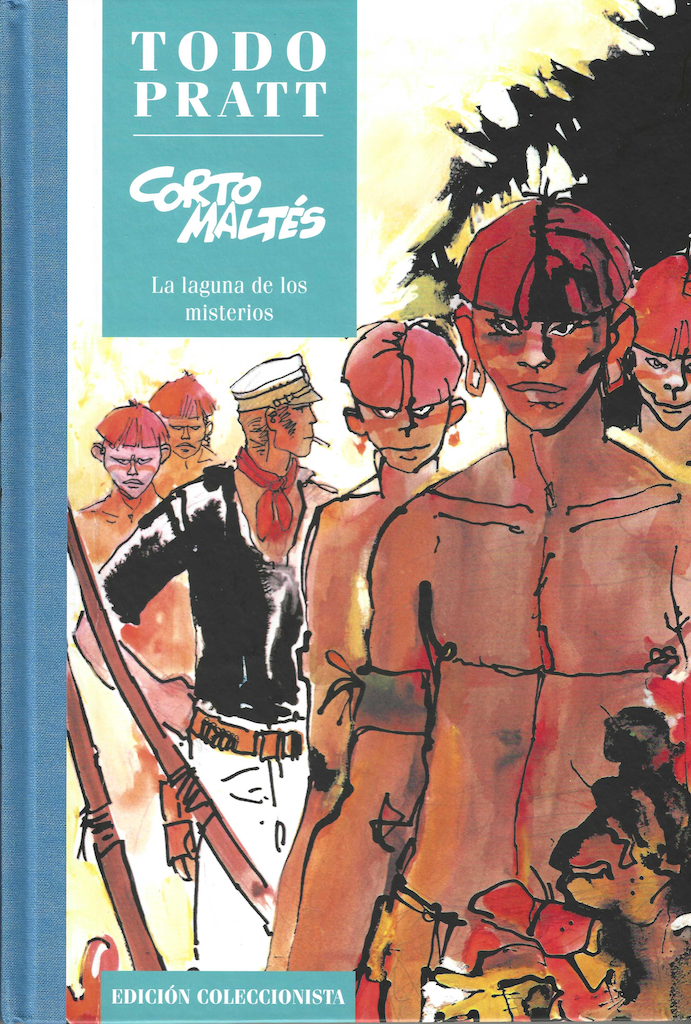 TODO
PRATT
CORTO
MALTÉS
La laguna de los
misterios
EDICIÓN COLECCIONISTA